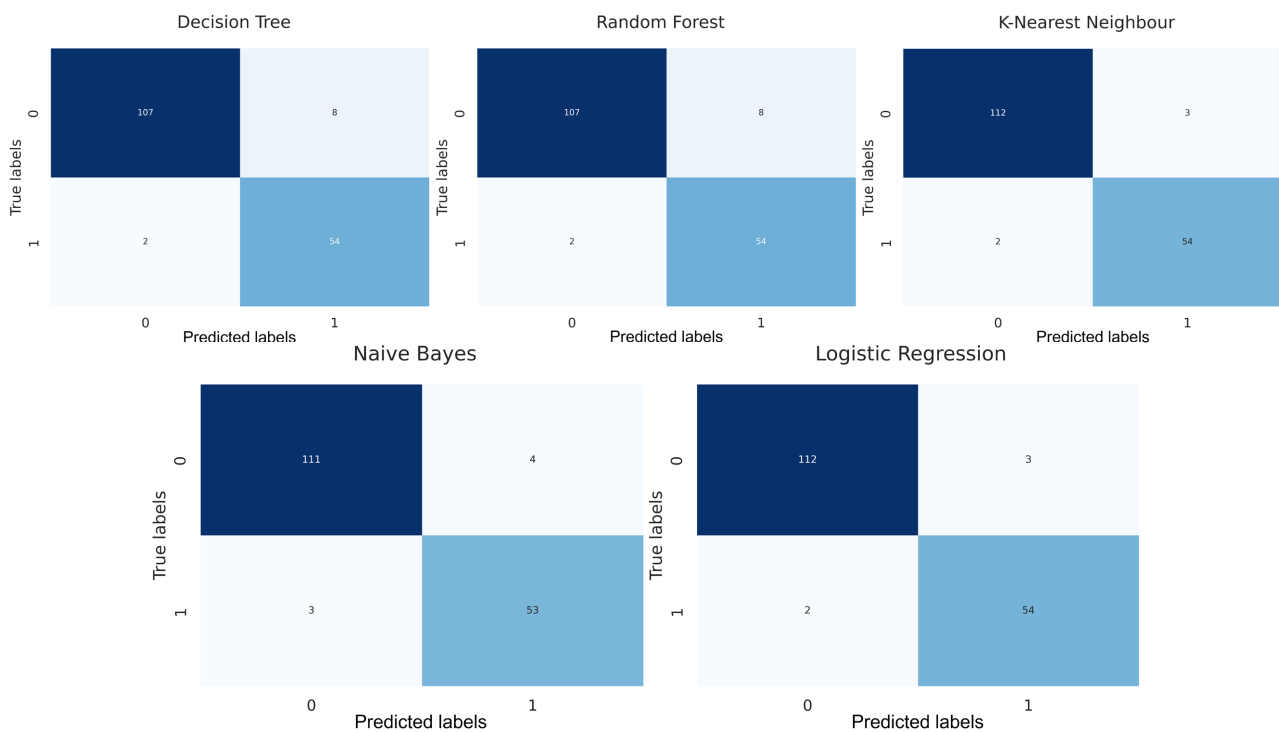 Decision Tree
0
107
8
True labels
1
2
54
0
1
Predicted labels
Random Forest
0
107
8
True labels
1
2
54
0
1
Predicted labels
K-Nearest Neighbour
0
112
3
True labels
1
2
54
0
1
Predicted labels
Naive Bayes
0
111
4
True labels
1
3
53
0
1
Predicted labels
Logistic Regression
0
112
3
True labels
1
2
54
0
1
Predicted labels